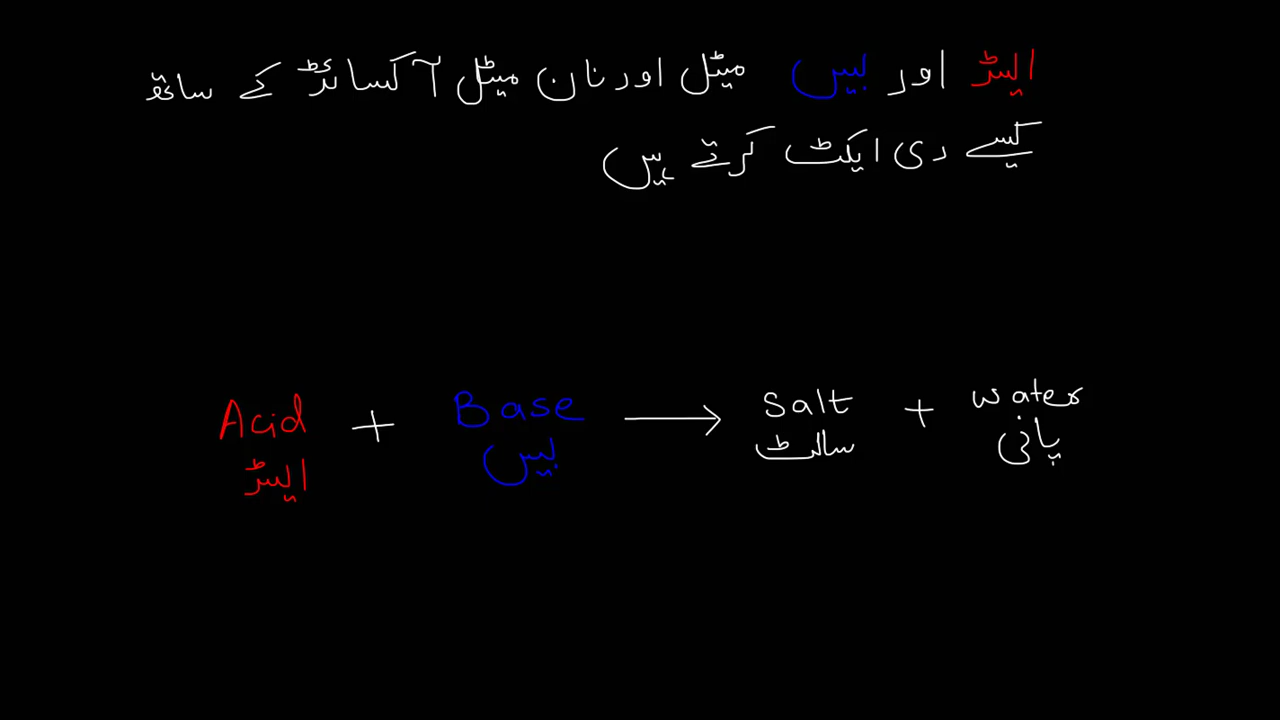 ایسڈ اور بیس میٹل اور نان میٹل آکسائڈ کے ساتھ
کیسے ری ایکٹ کرتے ہیں
Acid + Base → Salt + water
ایسڈ بیس سالٹ پانی